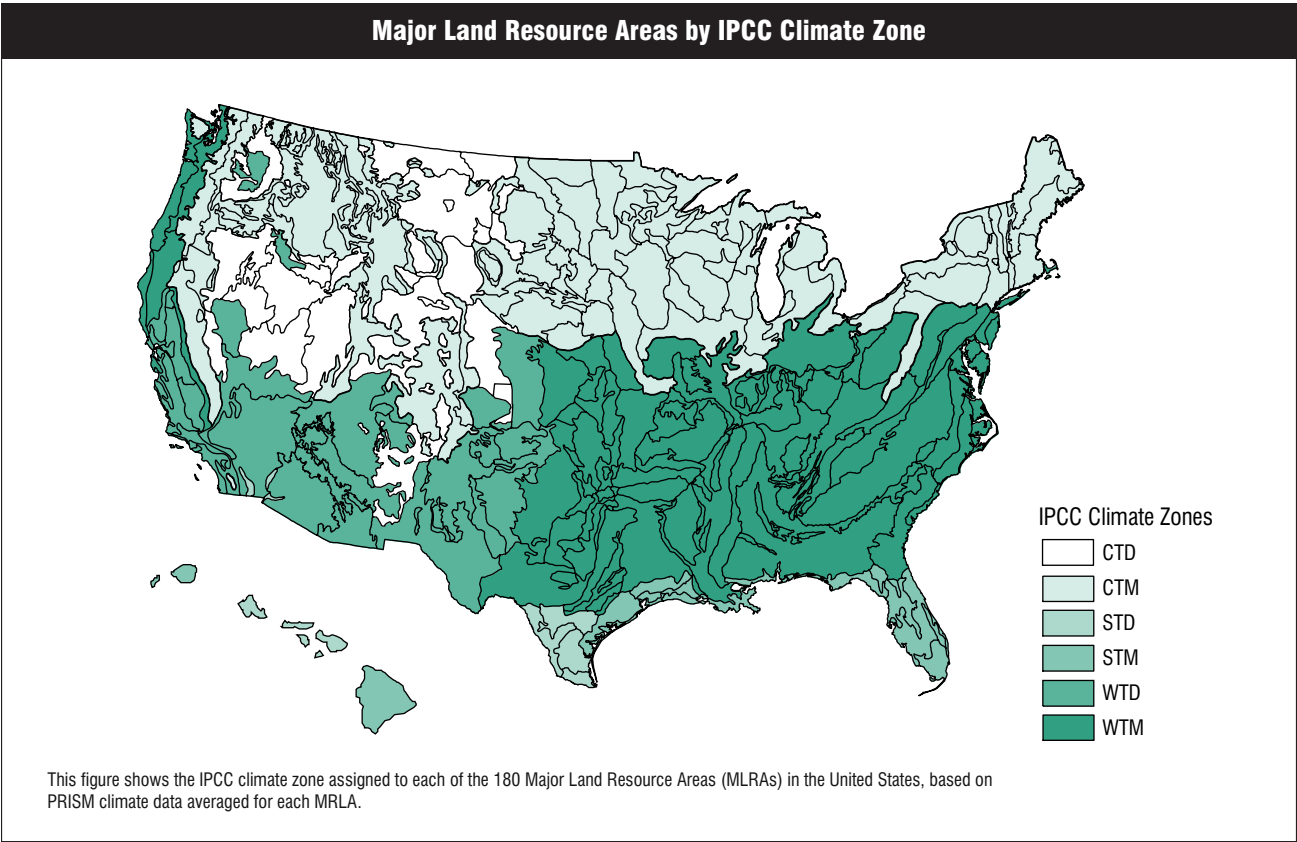 Major Land Resource Areas by IPCC Climate Zone
IPCC Climate Zones
CTD
CTM
STD
STM
WTD
WTM
This figure shows the IPCC climate zone assigned to each of the 180 Major Land Resource Areas (MLRAs) in the United States, based on
PRISM climate data averaged for each MRLA.